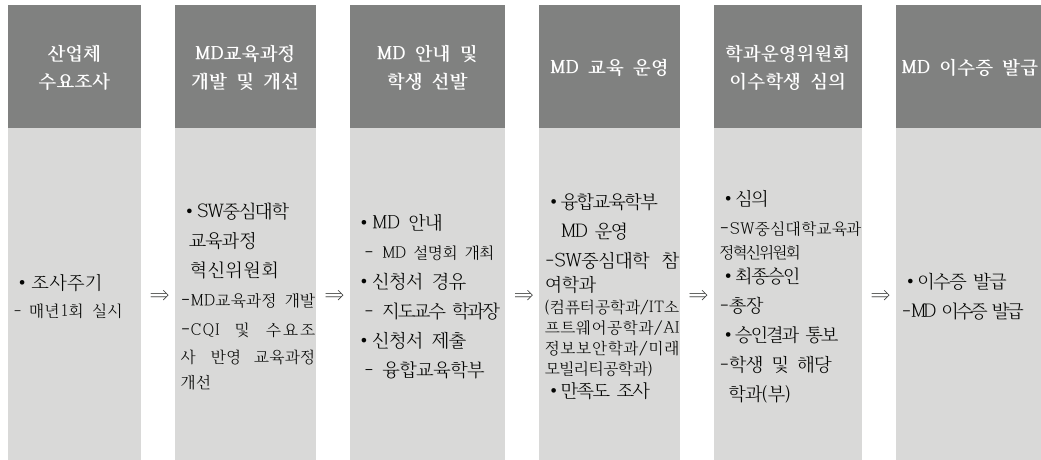 산업체
수요조사
MD교육과정
개발 및 개선
MD 안내 및
학생 선발
MD 교육 운영
학과운영위원회
이수학생 심의
MD 이수증 발급
• 조사주기
- 매년1회 실시
⇒
• SW중심대학
교육과정
혁신위원회
-MD교육과정 개발
-CQI 및 수요조
사 반영 교육과정
개선
⇒
• MD 안내
- MD 설명회 개최
• 신청서 경유
- 지도교수 학과장
• 신청서 제출
- 융합교육학부
⇒
• 융합교육학부
MD 운영
-SW중심대학 참
여학과
(컴퓨터공학과/IT소
프트웨어공학과/AI
정보보안학과/미래
모빌리티공학과)
• 만족도 조사
⇒
• 심의
-SW중심대학교육과
정혁신위원회
• 최종승인
-총장
• 승인결과 통보
-학생 및 해당
학과(부)
⇒
• 이수증 발급
-MD 이수증 발급